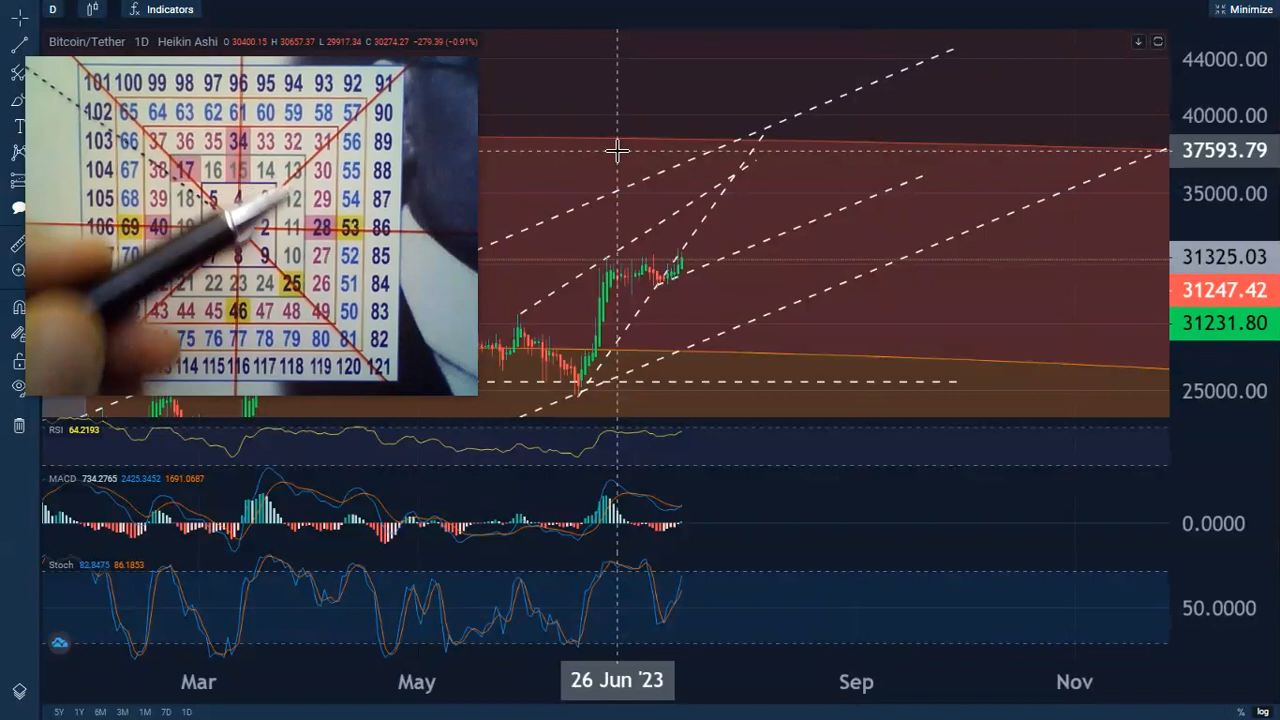 D
Indicators
Minimize
Bitcoin/Tether 1D Heikin Ashi O 30400.15 H 30657.37 L 29917.34 C 30274.27 −279.39 (−0.91%)
101 100 99 98 97 96 95 94 93 92 91
102 65 64 63 62 61 60 59 58 57 90
103 66 37 36 35 34 33 32 31 56 89
104 67 38 17 16 15 14 13 30 55 88
105 68 39 18 5 4 12 29 54 87
106 69 40 2 11 28 53 86
70 8 9 10 27 52 85
21 22 23 24 25 26 51 84
43 44 45 46 47 48 49 50 83
75 76 77 78 79 80 81 82
114 115 116 117 118 119 120 121
44000.00
40000.00
37593.79
35000.00
31325.03
31247.42
31231.80
25000.00
RSI 64.2193
MACD 734.2765 2425.3452 1691.0687
0.0000
Stoch 82.8475 86.1853
50.0000
Mar May 26 Jun '23 Sep Nov
5Y 1Y 6M 3M 1M 7D 1D % log